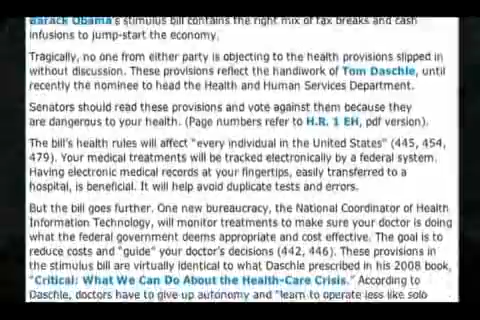 Barack Obama's stimulus bill contains the right mix of tax breaks and cash
infusions to jump-start the economy.
Tragically, no one from either party is objecting to the health provisions slipped in
without discussion. These provisions reflect the handiwork of Tom Daschle, until
recently the nominee to head the Health and Human Services Department.
Senators should read these provisions and vote against them because they
are dangerous to your health. (Page numbers refer to H.R. 1 EH, pdf version).
The bill's health rules will affect "every individual in the United States" (445, 454,
479). Your medical treatments will be tracked electronically by a federal system.
Having electronic medical records at your fingertips, easily transferred to a
hospital, is beneficial. It will help avoid duplicate tests and errors.
But the bill goes further. One new bureaucracy, the National Coordinator of Health
Information Technology, will monitor treatments to make sure your doctor is doing
what the federal government deems appropriate and cost effective. The goal is to
reduce costs and "guide" your doctor's decisions (442, 446). These provisions in
the stimulus bill are virtually identical to what Daschle prescribed in his 2008 book,
"Critical: What We Can Do About the Health-Care Crisis." According to
Daschle, doctors have to give up autonomy and "learn to operate less like solo